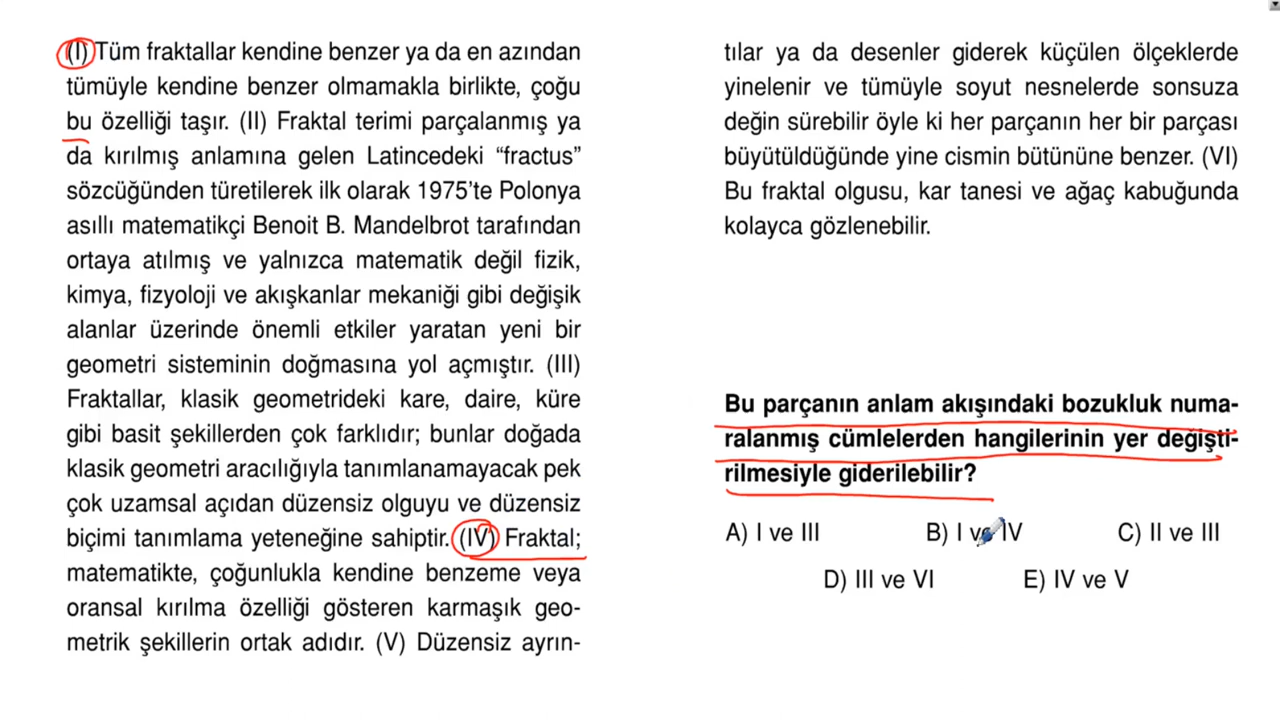 (I) Tüm fraktallar kendine benzer ya da en azından
tümüyle kendine benzer olmamakla birlikte, çoğu
bu özelliği taşır. (II) Fraktal terimi parçalanmış ya
da kırılmış anlamına gelen Latincedeki “fractus”
sözcüğünden türetilerek ilk olarak 1975’te Polonya
asıllı matematikçi Benoit B. Mandelbrot tarafından
ortaya atılmış ve yalnızca matematik değil fizik,
kimya, fizyoloji ve akışkanlar mekaniği gibi değişik
alanlar üzerinde önemli etkiler yaratan yeni bir
geometri sisteminin doğmasına yol açmıştır. (III)
Fraktallar, klasik geometrideki kare, daire, küre
gibi basit şekillerden çok farklıdır; bunlar doğada
klasik geometri aracılığıyla tanımlanamayacak pek
çok uzamsal açıdan düzensiz olguyu ve düzensiz
biçimi tanımlama yeteneğine sahiptir. (IV) Fraktal;
matematikte, çoğunlukla kendine benzeme veya
oransal kırılma özelliği gösteren karmaşık geo-
metrik şekillerin ortak adıdır. (V) Düzensiz ayrın-
tılar ya da desenler giderek küçülen ölçeklerde
yinelenir ve tümüyle soyut nesnelerde sonsuza
değin sürebilir öyle ki her parçanın her bir parçası
büyütüldüğünde yine cismin bütününe benzer. (VI)
Bu fraktal olgusu, kar tanesi ve ağaç kabuğunda
kolayca gözlenebilir.
Bu parçanın anlam akışındaki bozukluk numa-
ralanmış cümlelerden hangilerinin yer değişti-
rilmesiyle giderilebilir?
A) I ve III B) I ve IV C) II ve III
D) III ve VI E) IV ve V